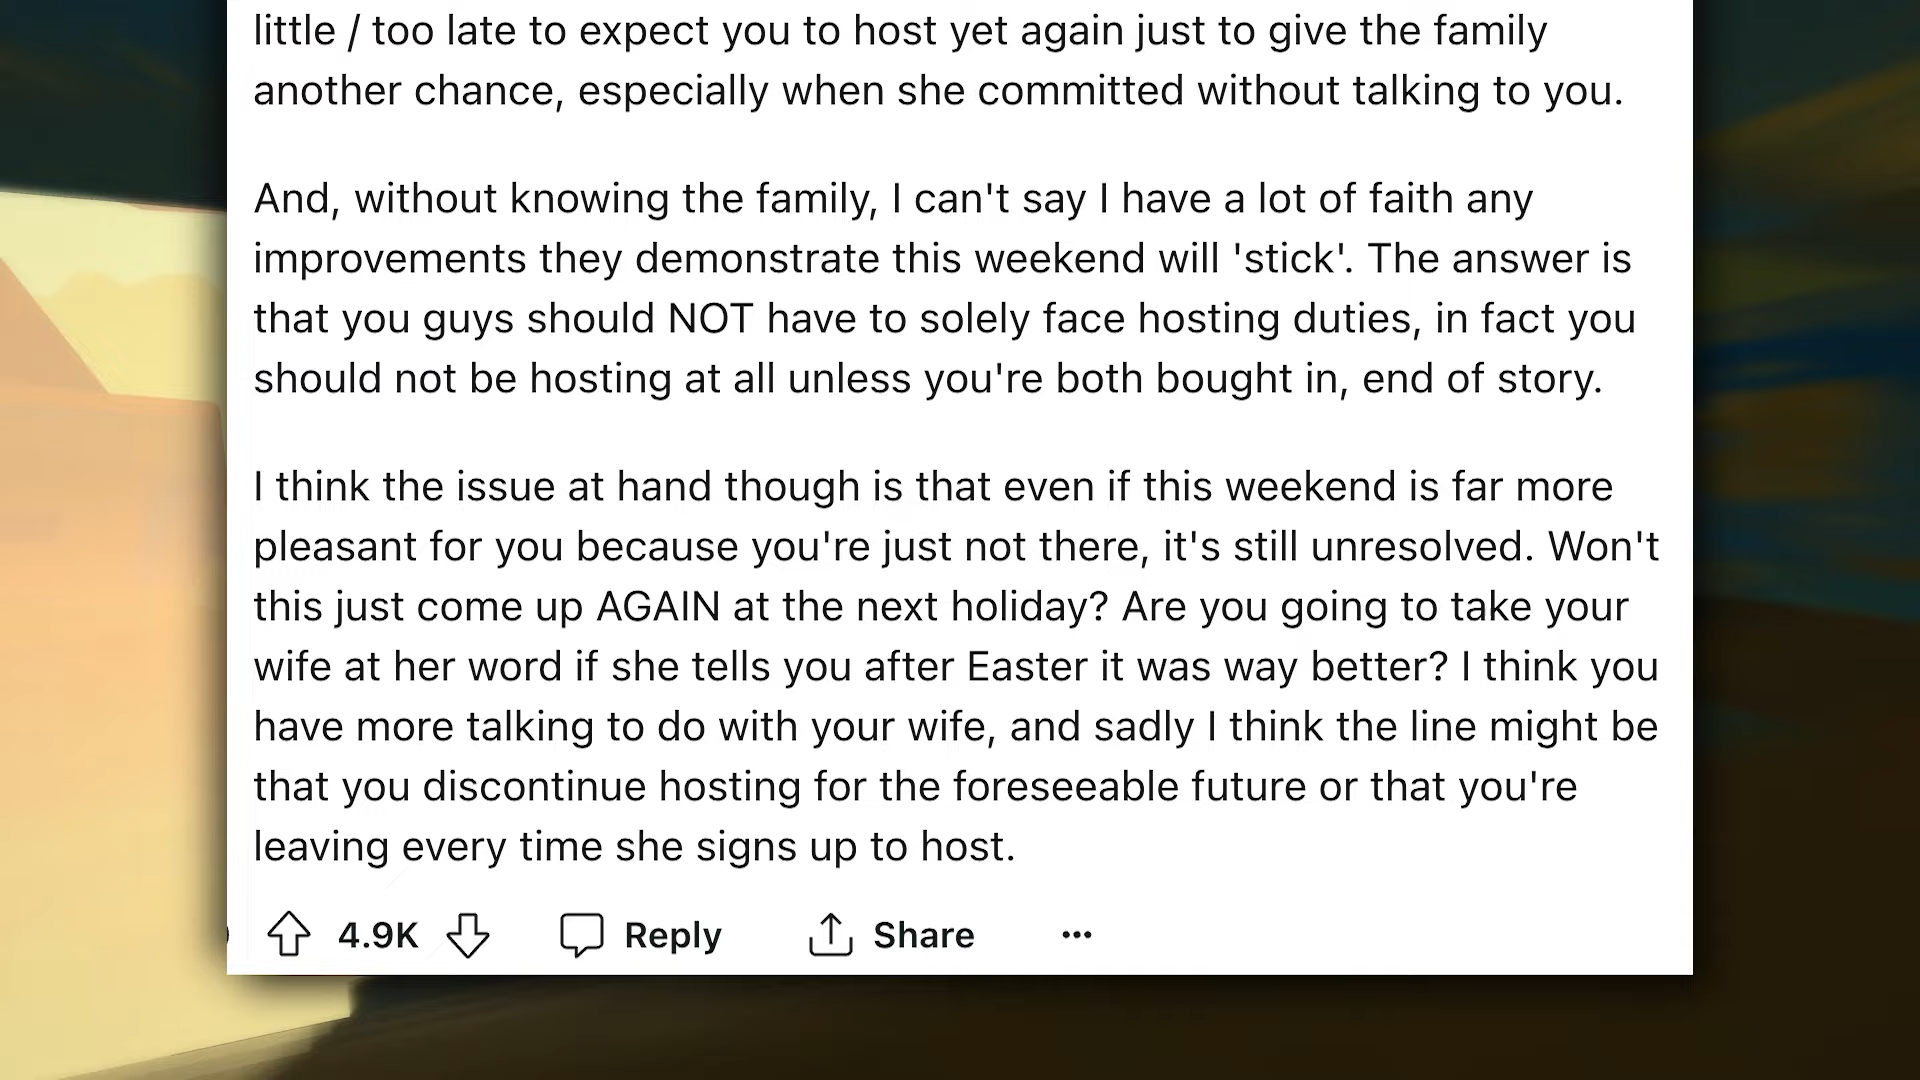 little / too late to expect you to host yet again just to give the family
another chance, especially when she committed without talking to you.
And, without knowing the family, I can't say I have a lot of faith any
improvements they demonstrate this weekend will 'stick'. The answer is
that you guys should NOT have to solely face hosting duties, in fact you
should not be hosting at all unless you're both bought in, end of story.
I think the issue at hand though is that even if this weekend is far more
pleasant for you because you're just not there, it's still unresolved. Won't
this just come up AGAIN at the next holiday? Are you going to take your
wife at her word if she tells you after Easter it was way better? I think you
have more talking to do with your wife, and sadly I think the line might be
that you discontinue hosting for the foreseeable future or that you're
leaving every time she signs up to host.
4.9K Reply Share ...